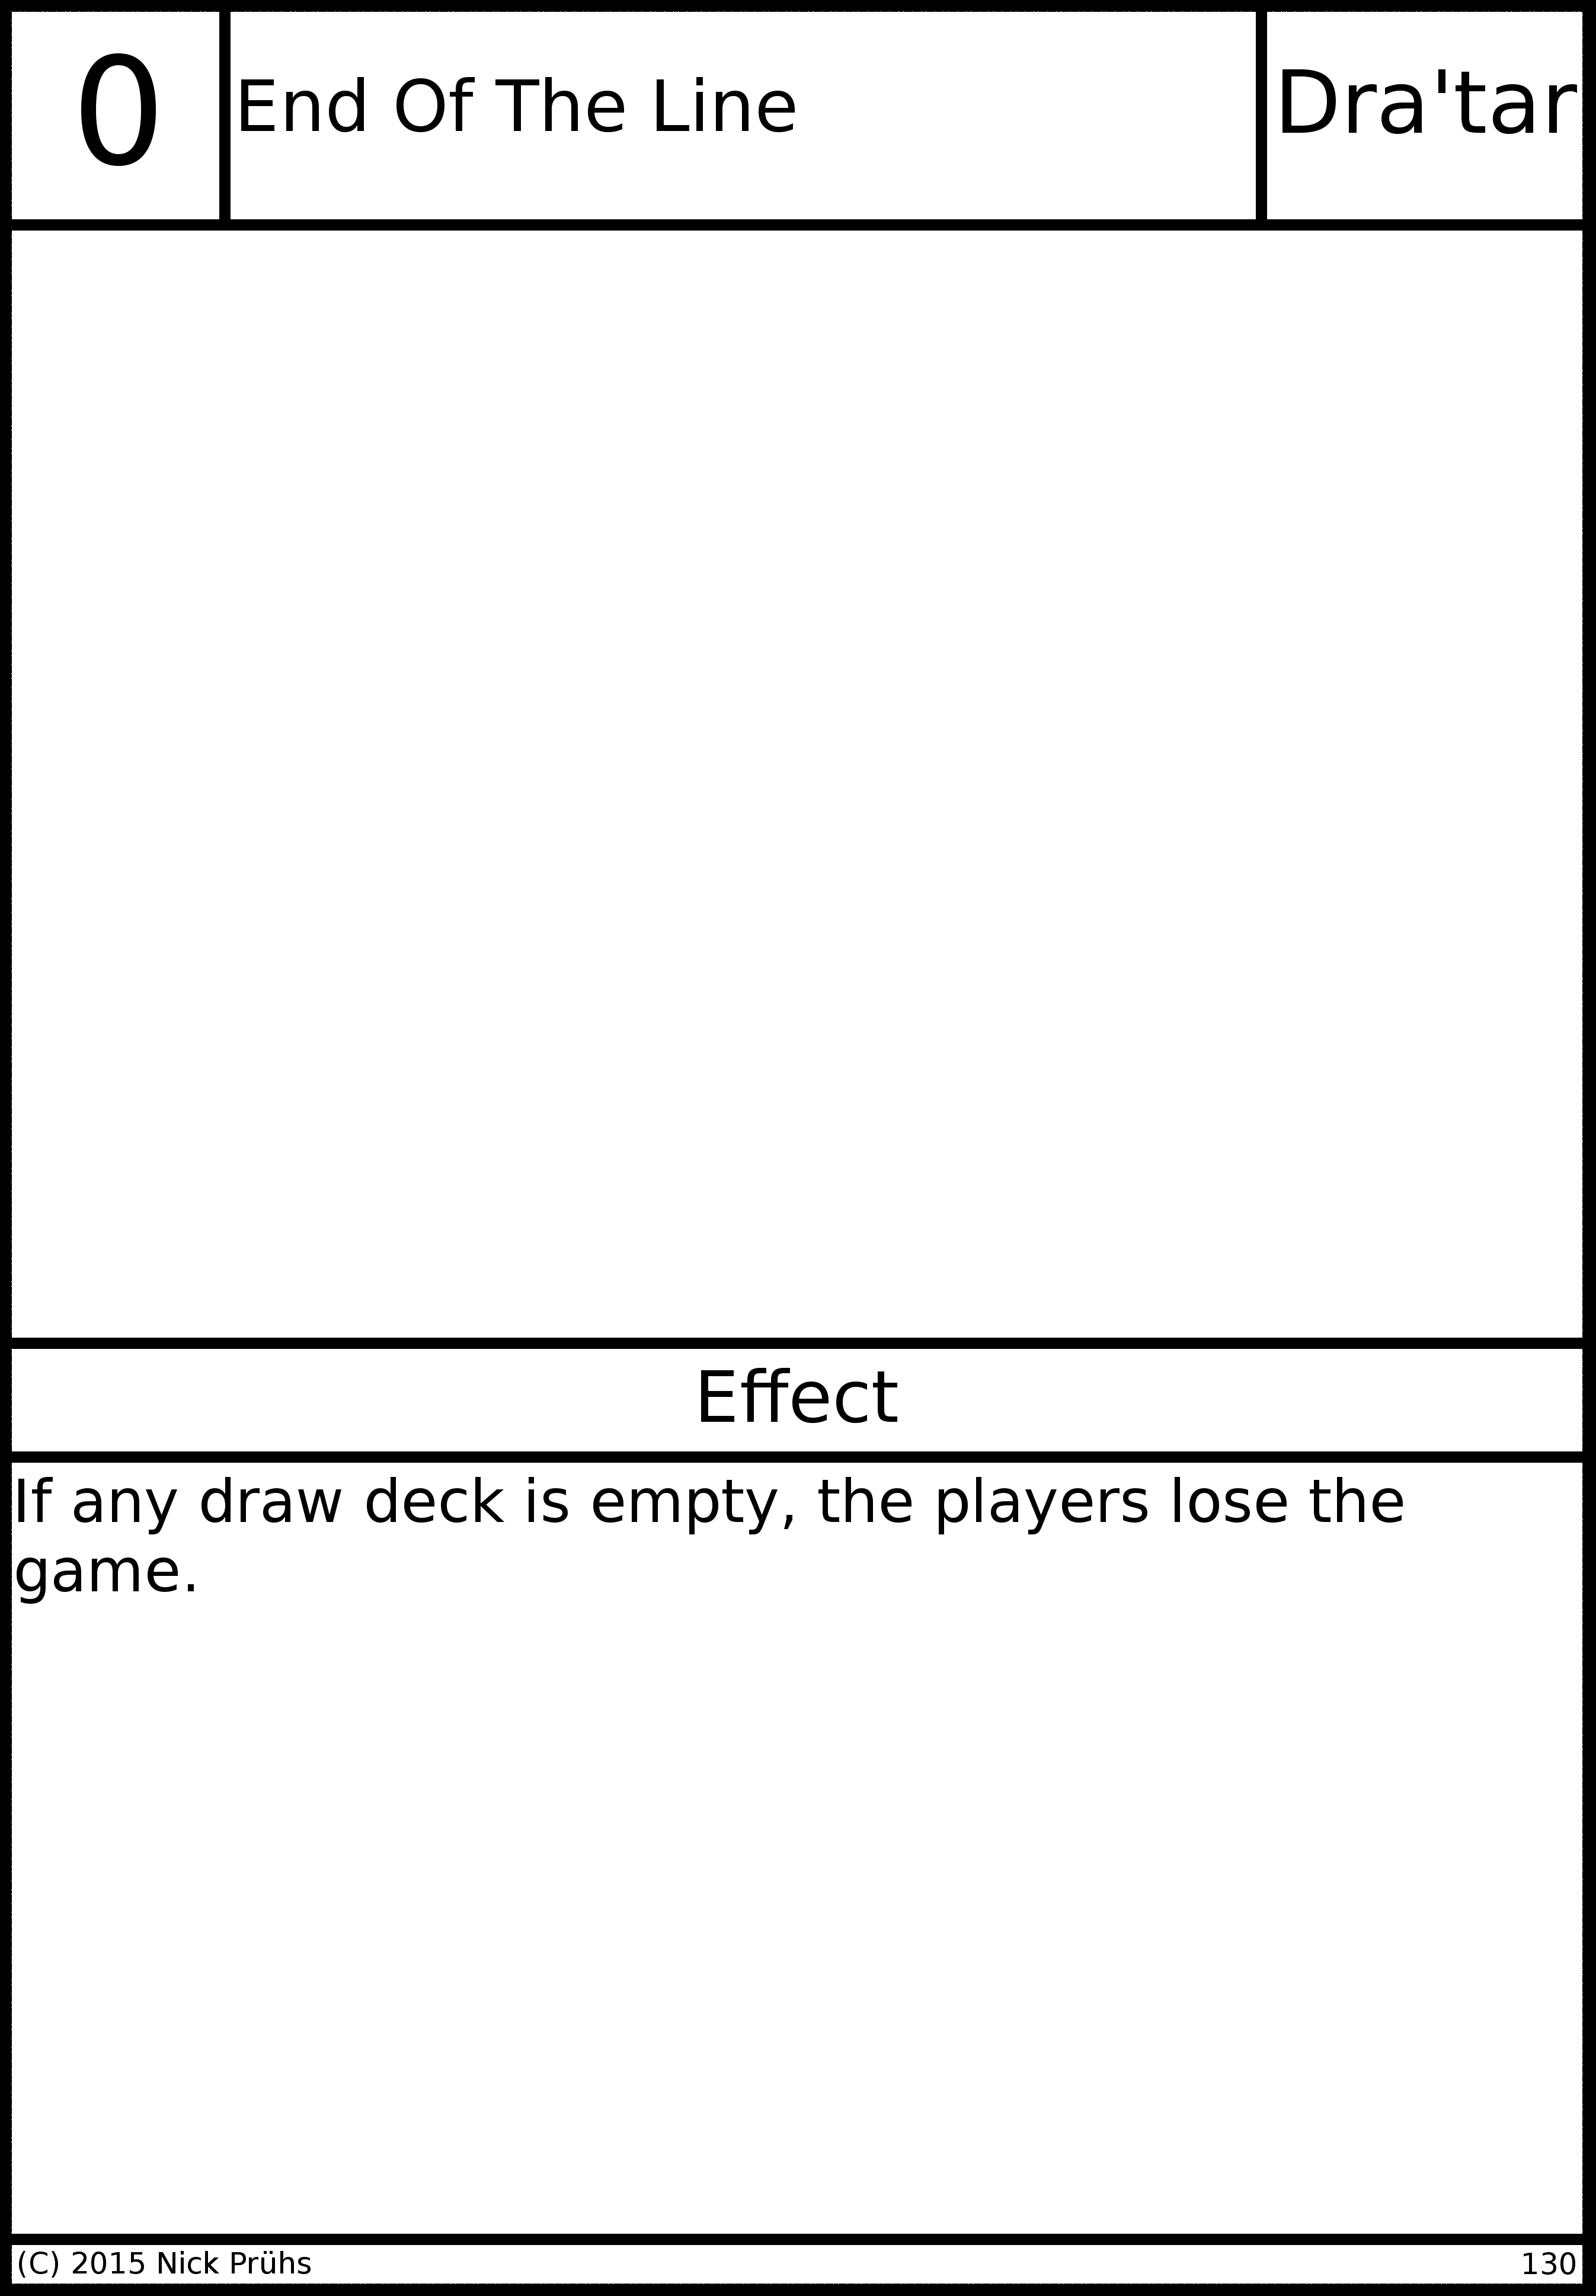 0
End Of The Line
Dra'tar
Effect
If any draw deck is empty, the players lose the
game.
(C) 2015 Nick Prühs
130